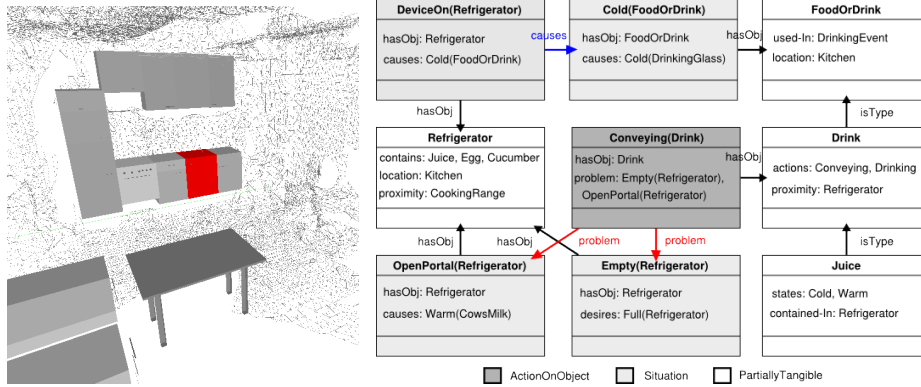 DeviceOn(Refrigerator)
hasObj: Refrigerator
causes: Cold(FoodOrDrink)
causes
Cold(FoodOrDrink)
hasObj: FoodOrDrink
causes: Cold(DrinkingGlass)
hasObj
FoodOrDrink
used-In: DrinkingEvent
location: Kitchen
hasObj
isType
Refrigerator
contains: Juice, Egg, Cucumber
location: Kitchen
proximity: CookingRange
Conveying(Drink)
hasObj: Drink
problem: Empty(Refrigerator),
OpenPortal(Refrigerator)
hasObj
Drink
actions: Conveying, Drinking
proximity: Refrigerator
hasObj
hasObj
problem
problem
isType
OpenPortal(Refrigerator)
hasObj: Refrigerator
causes: Warm(CowsMilk)
Empty(Refrigerator)
hasObj: Refrigerator
desires: Full(Refrigerator)
Juice
states: Cold, Warm
contained-In: Refrigerator
ActionOnObject
Situation
PartiallyTangible